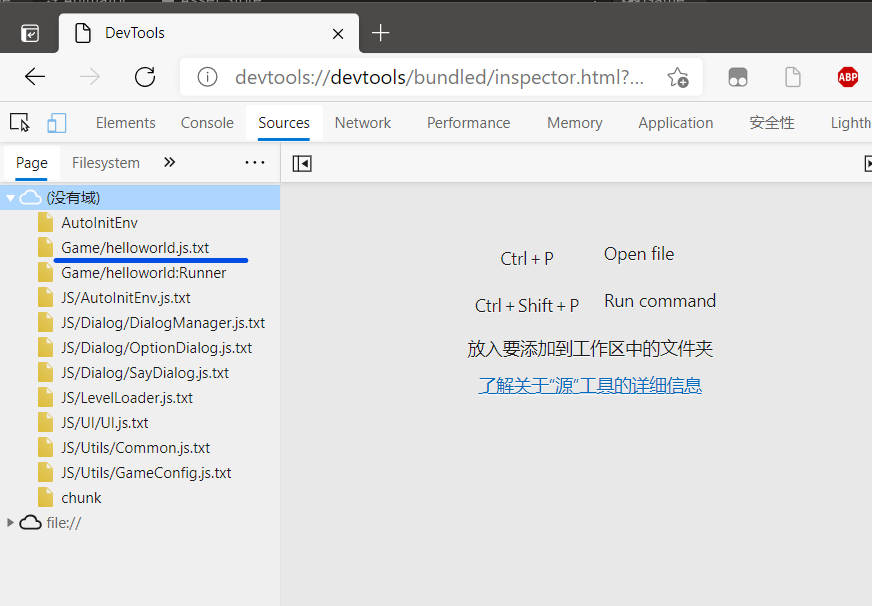 DevTools
devtools://devtools/bundled/inspector.html?...
ABP
Elements Console Sources Network Performance Memory Application 安全性 Lighth
Page Filesystem
(没有域)
AutoInitEnv
Game/helloworld.js.txt
Game/helloworld:Runner
JS/AutoInitEnv.js.txt
JS/Dialog/DialogManager.js.txt
JS/Dialog/OptionDialog.js.txt
JS/Dialog/SayDialog.js.txt
JS/LevelLoader.js.txt
JS/UI/UI.js.txt
JS/Utils/Common.js.txt
JS/Utils/GameConfig.js.txt
chunk
file://
Ctrl + P Open file
Ctrl + Shift + P Run command
放入要添加到工作区中的文件夹
了解关于“源”工具的详细信息